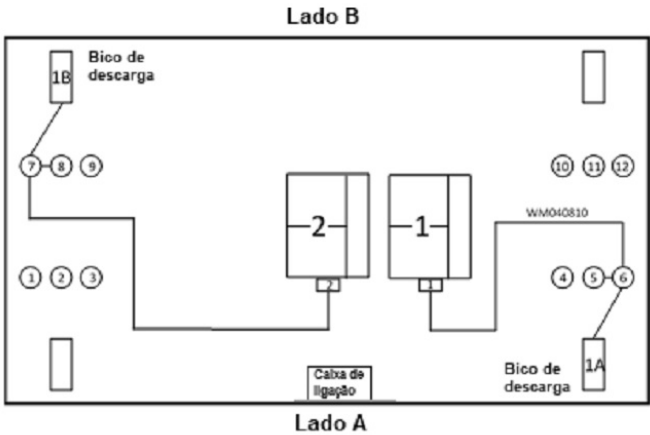 Lado B
1B
Bico de
descarga
7 8 9
10 11 12
2 1
WM040810
1 2 3
4 5 6
2 1
Caixa de
ligação
Bico de
descarga
1A
Lado A